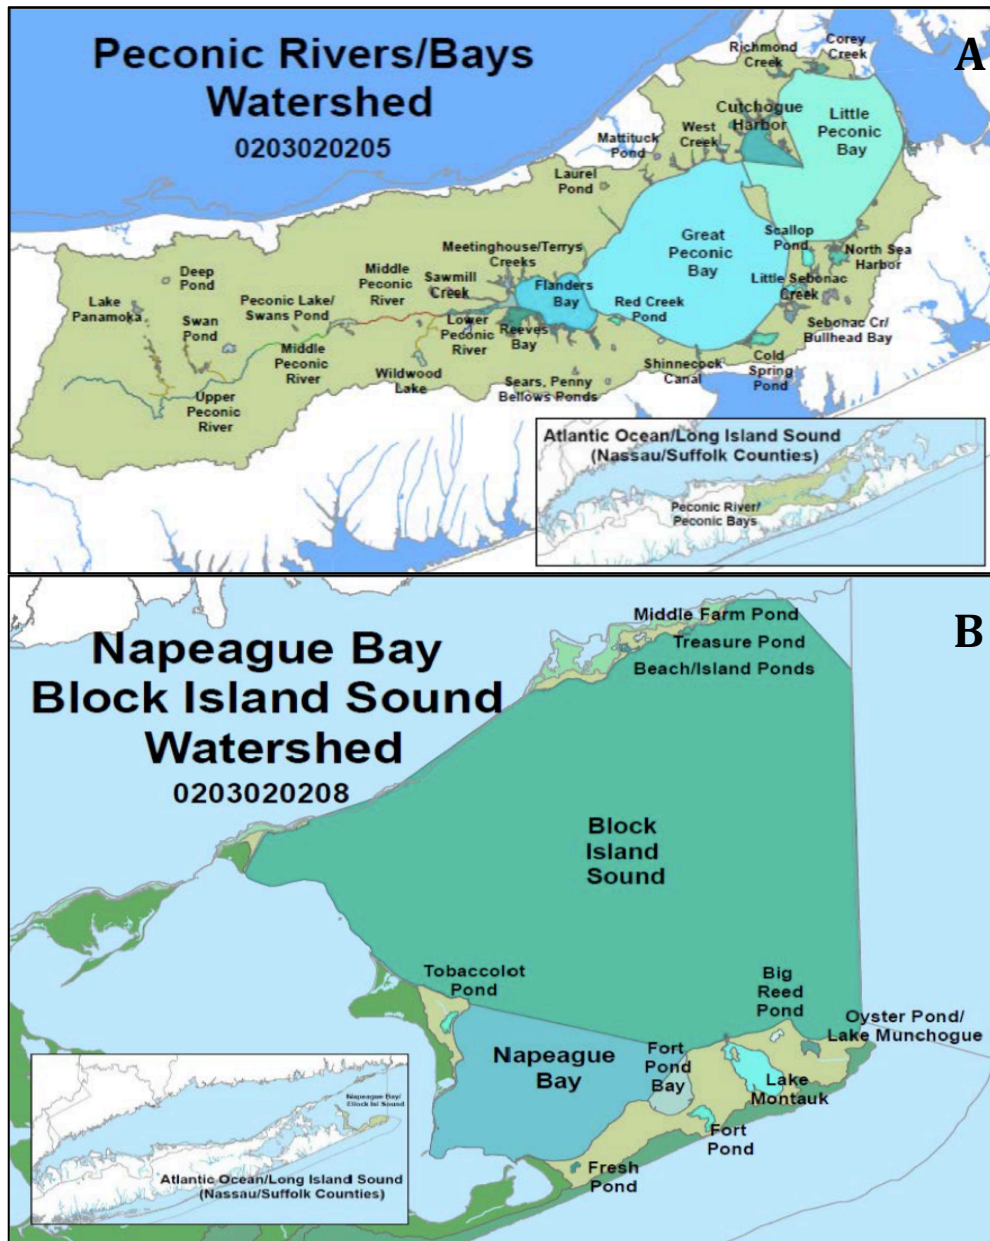 Peconic Rivers/Bays
Watershed
0203020205
A
Richmond
Creek
Corey
Creek
Cutchogue
Harbor
Little
Peconic
Bay
West
Creek
Mattituck
Pond
Laurel
Pond
Great
Peconic
Bay
Scallop
Pond
North Sea
Harbor
Meetinghouse/Terrys
Creeks
Middle
Peconic
River
Sawmill
Creek
Flanders
Bay
Little Sebonac
Creek
Deep
Pond
Lake
Panamoka
Swan
Pond
Peconic Lake/
Swans Pond
Lower
Peconic
River
Reeves
Bay
Red Creek
Pond
Sebonac Cr/
Bullhead Bay
Middle
Peconic
River
Wildwood
Lake
Shinnecock
Canal
Cold
Spring
Pond
Upper
Peconic
River
Sears, Penny
Bellows Ponds
Atlantic Ocean/Long Island Sound
(Nassau/Suffolk Counties)
Peconic River/
Peconic Bays
Napeague Bay
Block Island Sound
Watershed
0203020208
B
Middle Farm Pond
Treasure Pond
Beach/Island Ponds
Block
Island
Sound
Tobaccolot
Pond
Big
Reed
Pond
Oyster Pond/
Lake Munchogue
Napeague
Bay
Fort
Pond
Bay
Lake
Montauk
Fort
Pond
Fresh
Pond
Napeague Bay/
Block Isl Sound
Atlantic Ocean/Long Island Sound
(Nassau/Suffolk Counties)